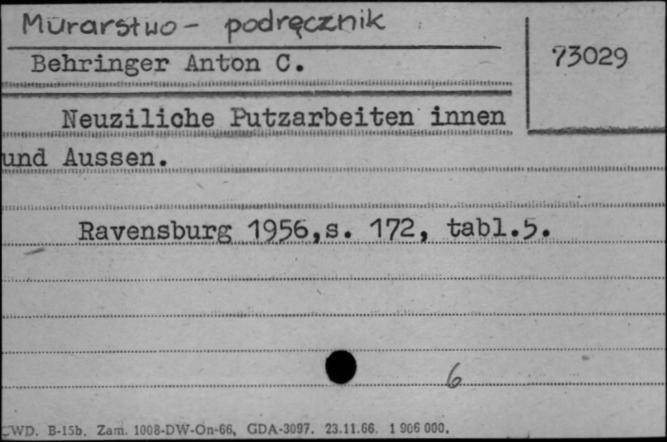 Murarstwo - podręcznik
Behringer Anton C.
73029
Neuziliche Putzarbeiten innen
und Aussen.
Ravensburg 1956,s. 172, tabl.5.
6
CWD. B-15b. Zam. 1008-DW-On-66, GDA-3097. 23.11.66. 1 906 000.